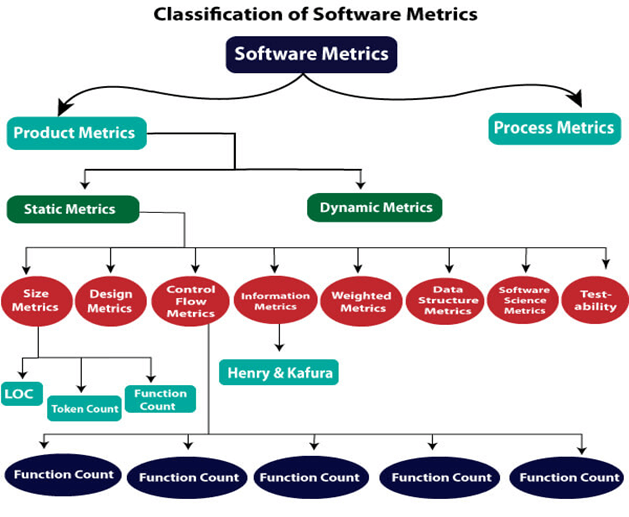 Classification of Software Metrics
Software Metrics
Product Metrics
Process Metrics
Static Metrics
Dynamic Metrics
Size
Metrics
Design
Metrics
Control
Flow
Metrics
Information
Metrics
Weighted
Metrics
Data
Structure
Metrics
Software
Science
Metrics
Test-
ability
LOC
Token Count
Function
Count
Henry & Kafura
Function Count
Function Count
Function Count
Function Count
Function Count